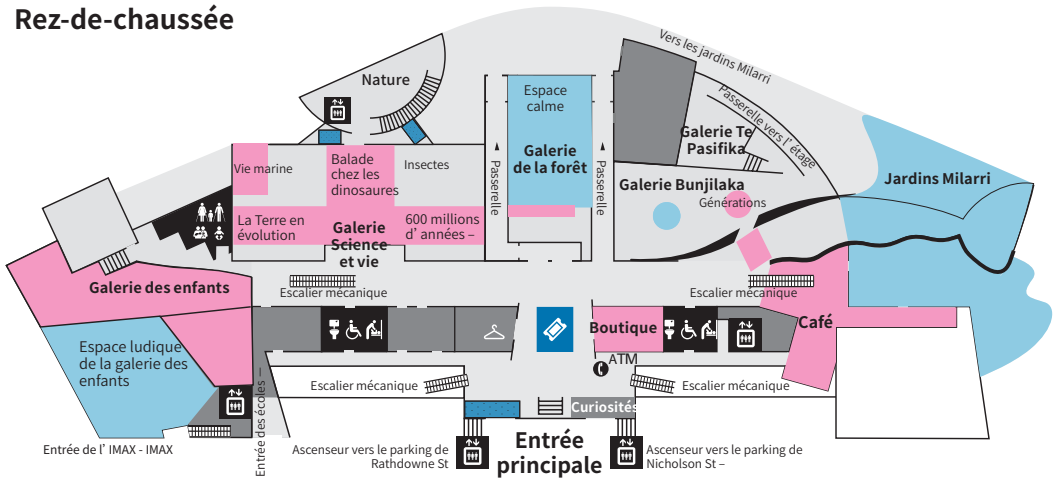 Rez-de-chaussée
Vers les jardins Milarri
Nature
Espace
calme
Passerelle vers l’étage
Galerie Te
Pasifika
Galerie
de la forêt
Vie marine
Balade
chez les
dinosaures
Insectes
Passerelle
Passerelle
Galerie Bunjilaka
Générations
Jardins Milarri
La Terre en
évolution
Galerie
Science
et vie
600 millions
d’années –
Galerie des enfants
Escalier mécanique
Escalier mécanique
Boutique
Café
Espace ludique
de la galerie des
enfants
ATM
Escalier mécanique
Escalier mécanique
Curiosités
Entrée des écoles –
Entrée de l’IMAX - IMAX
Ascenseur vers le parking de
Rathdowne St
Entrée
principale
Ascenseur vers le parking de
Nicholson St –